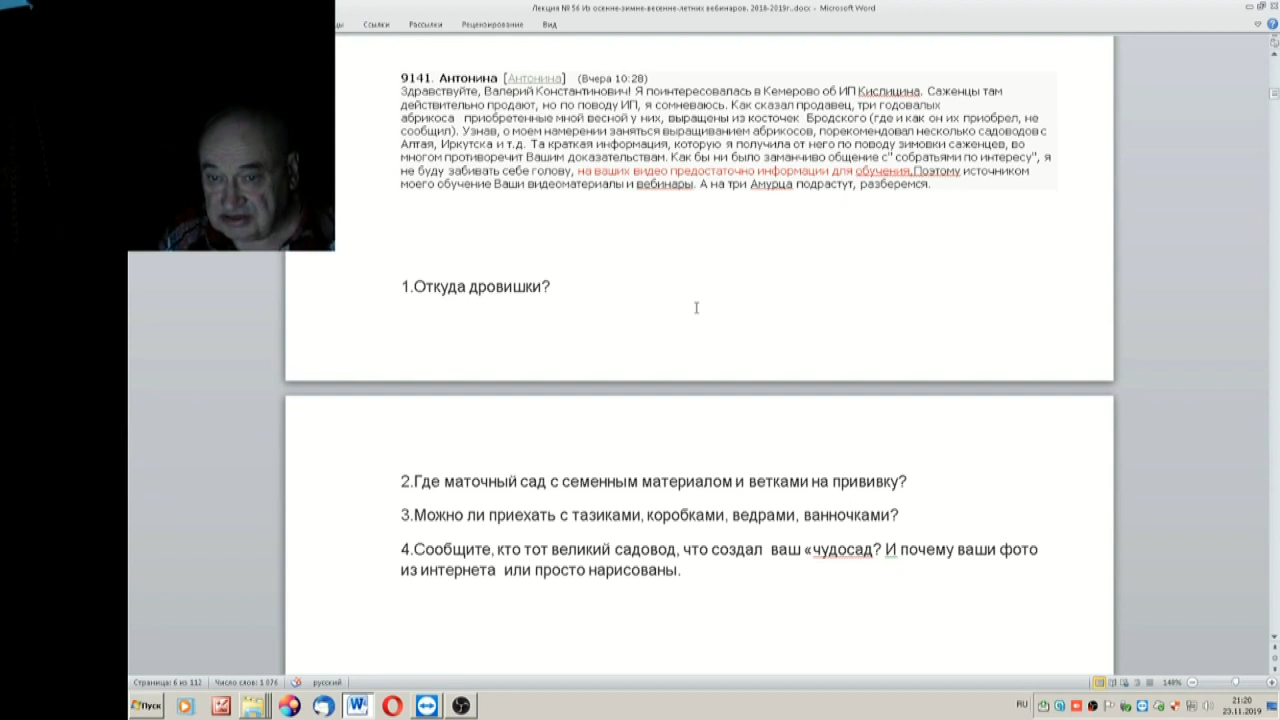 Лекция № 56 Из осенне-зимне-весенне-летних вебинаров, 2018-2019г..docx - Microsoft Word
Ссылки Рассылки Рецензирование Вид
9141. Антонина [Антонина] (Вчера 10:28)
Здравствуйте, Валерий Константинович! Я поинтересовалась в Кемерово об ИП Кислицина. Саженцы там
действительно продают, но по поводу ИП, я сомневаюсь. Как сказал продавец, три годовалых
абрикоса приобретенные мной весной у них, выращены из косточек Бродского (где и как он их приобрел, не
сообщил). Узнав, о моем намерении заняться выращиванием абрикосов, порекомендовал несколько садоводов с
Алтая, Иркутска и т.д. Та краткая информация, которую я получила от него по поводу зимовки саженцев, во
многом противоречит Вашим доказательствам. Как бы ни было заманчиво общение с" собратьями по интересу", я
не буду забивать себе голову, на ваших видео предостаточно информации для обучения.Поэтому источником
моего обучение Ваши видеоматериалы и вебинары. А на три Амурца подрастут, разберемся.
1.Откуда дровишки?
2.Где маточный сад с семенным материалом и ветками на прививку?
3.Можно ли приехать с тазиками, коробками, ведрами, ванночками?
4.Сообщите, кто тот великий садовод, что создал ваш «чудосад? И почему ваши фото
из интернета или просто нарисованы.
Страница: 6 из 112 Число слов: 1 076 русский 148%
Пуск RU 21:20
23.11.2019